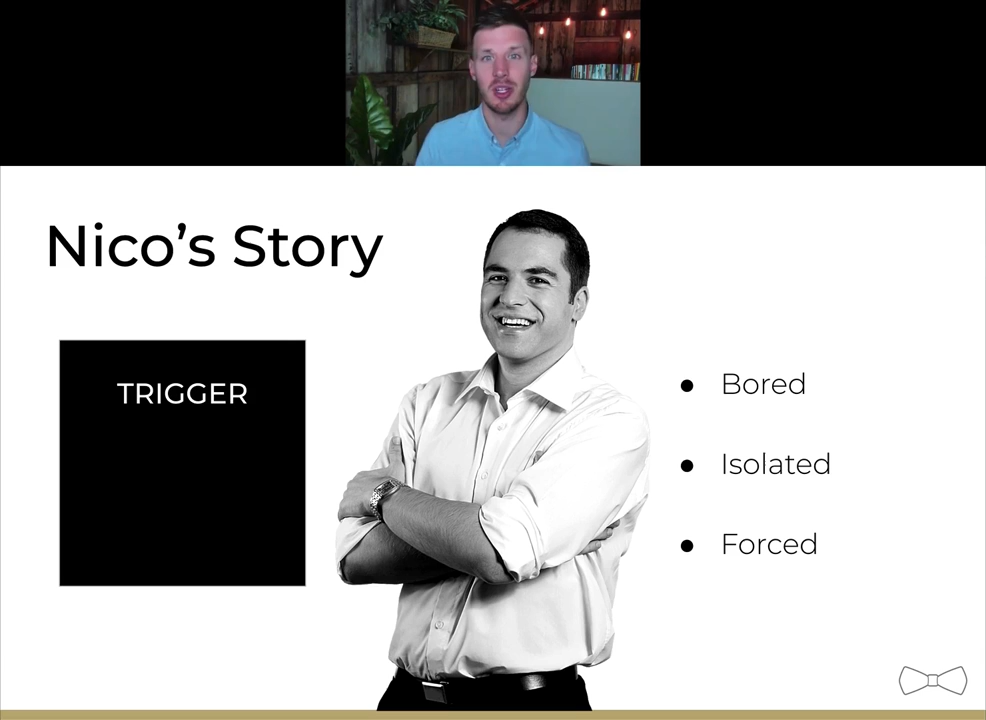 Nico’s Story
TRIGGER
● Bored
● Isolated
● Forced